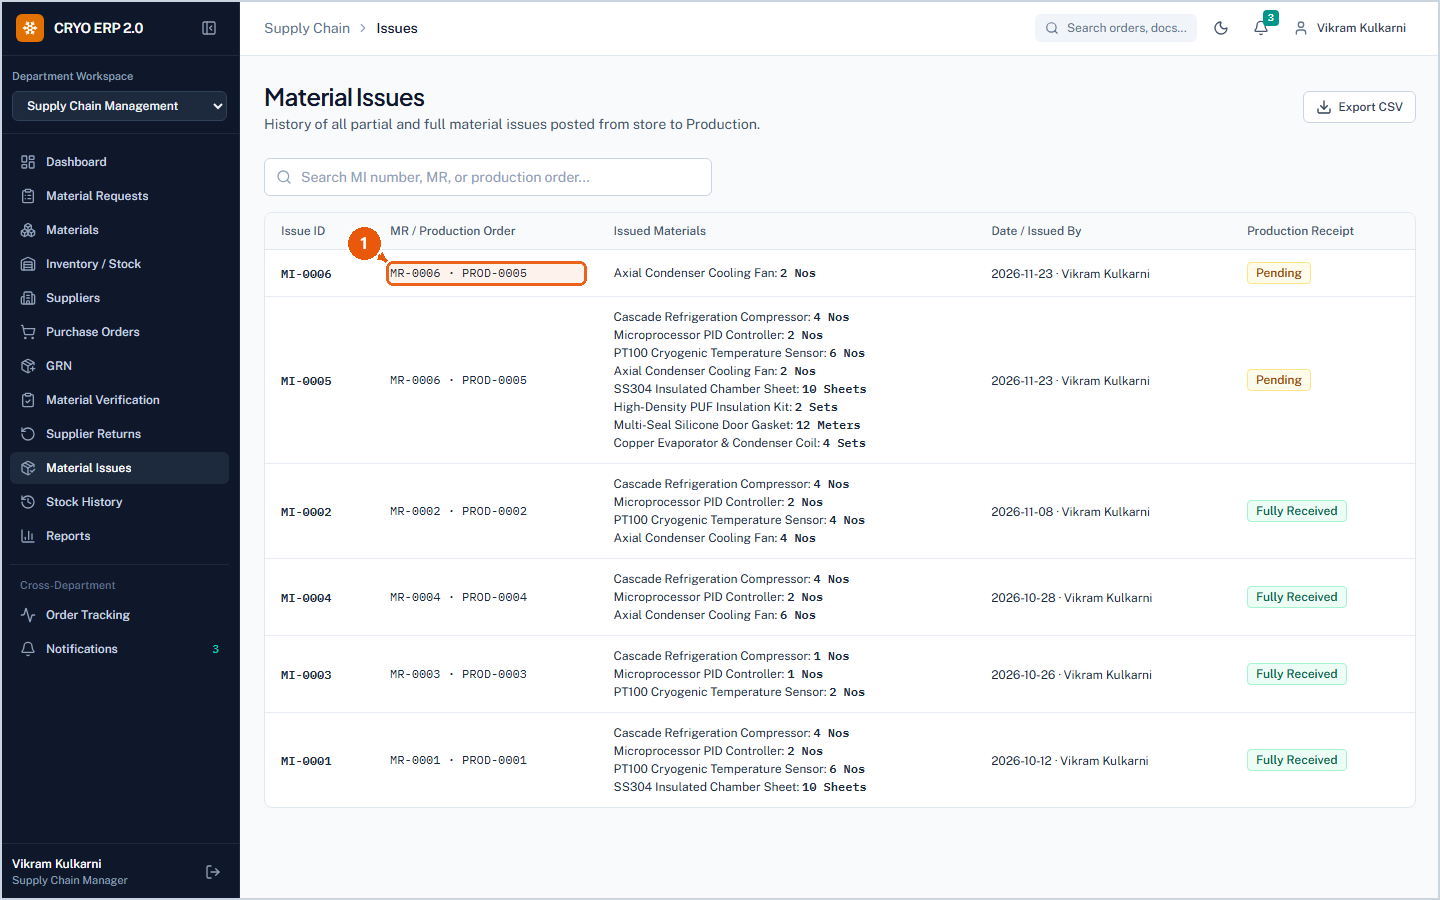 CRYO ERP 2.0
Department Workspace
Supply Chain Management
Dashboard
Material Requests
Materials
Inventory / Stock
Suppliers
Purchase Orders
GRN
Material Verification
Supplier Returns
Material Issues
Stock History
Reports
Cross-Department
Order Tracking
Notifications 3
Vikram Kulkarni
Supply Chain Manager
Supply Chain > Issues
Search orders, docs...
3
Vikram Kulkarni
Material Issues
History of all partial and full material issues posted from store to Production.
Export CSV
Search MI number, MR, or production order...
Issue ID MR / Production Order Issued Materials Date / Issued By Production Receipt
1
MI-0006 MR-0006 · PROD-0005 Axial Condenser Cooling Fan: 2 Nos 2026-11-23 · Vikram Kulkarni Pending
Cascade Refrigeration Compressor: 4 Nos
Microprocessor PID Controller: 2 Nos
PT100 Cryogenic Temperature Sensor: 6 Nos
Axial Condenser Cooling Fan: 2 Nos
MI-0005 MR-0006 · PROD-0005 SS304 Insulated Chamber Sheet: 10 Sheets 2026-11-23 · Vikram Kulkarni Pending
High-Density PUF Insulation Kit: 2 Sets
Multi-Seal Silicone Door Gasket: 12 Meters
Copper Evaporator & Condenser Coil: 4 Sets
Cascade Refrigeration Compressor: 4 Nos
Microprocessor PID Controller: 2 Nos
MI-0002 MR-0002 · PROD-0002 PT100 Cryogenic Temperature Sensor: 4 Nos 2026-11-08 · Vikram Kulkarni Fully Received
Axial Condenser Cooling Fan: 4 Nos
Cascade Refrigeration Compressor: 4 Nos
MI-0004 MR-0004 · PROD-0002 Microprocessor PID Controller: 2 Nos 2026-10-28 · Vikram Kulkarni Fully Received
Axial Condenser Cooling Fan: 6 Nos
Cascade Refrigeration Compressor: 1 Nos
MI-0003 MR-0003 · PROD-0003 Microprocessor PID Controller: 1 Nos 2026-10-26 · Vikram Kulkarni Fully Received
PT100 Cryogenic Temperature Sensor: 2 Nos
Cascade Refrigeration Compressor: 4 Nos
Microprocessor PID Controller: 2 Nos
MI-0001 MR-0001 · PROD-0001 PT100 Cryogenic Temperature Sensor: 6 Nos 2026-10-12 · Vikram Kulkarni Fully Received
SS304 Insulated Chamber Sheet: 10 Sheets